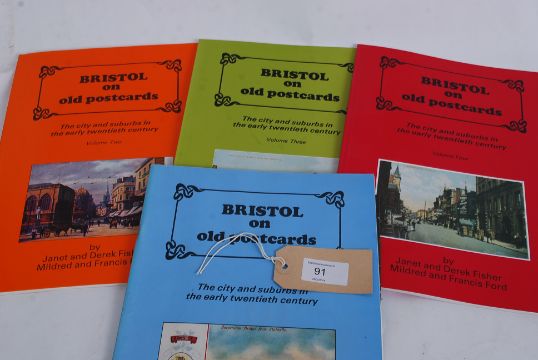 BRISTOL
on
old postcards
The city and suburbs in
the early twentieth century
Volume Two
by
Janet and Derek Fisher
Mildred and Francis Ford
BRISTOL
on
old postcards
The city and suburbs in
the early twentieth century
Volume Three
BRISTOL
on
old postcards
The city and suburbs in
the early twentieth century
Volume Four
by
Janet and Derek Fisher
Mildred and Francis Ford
BRISTOL
on
old postcards
91
The city and suburbs in
the early twentieth century